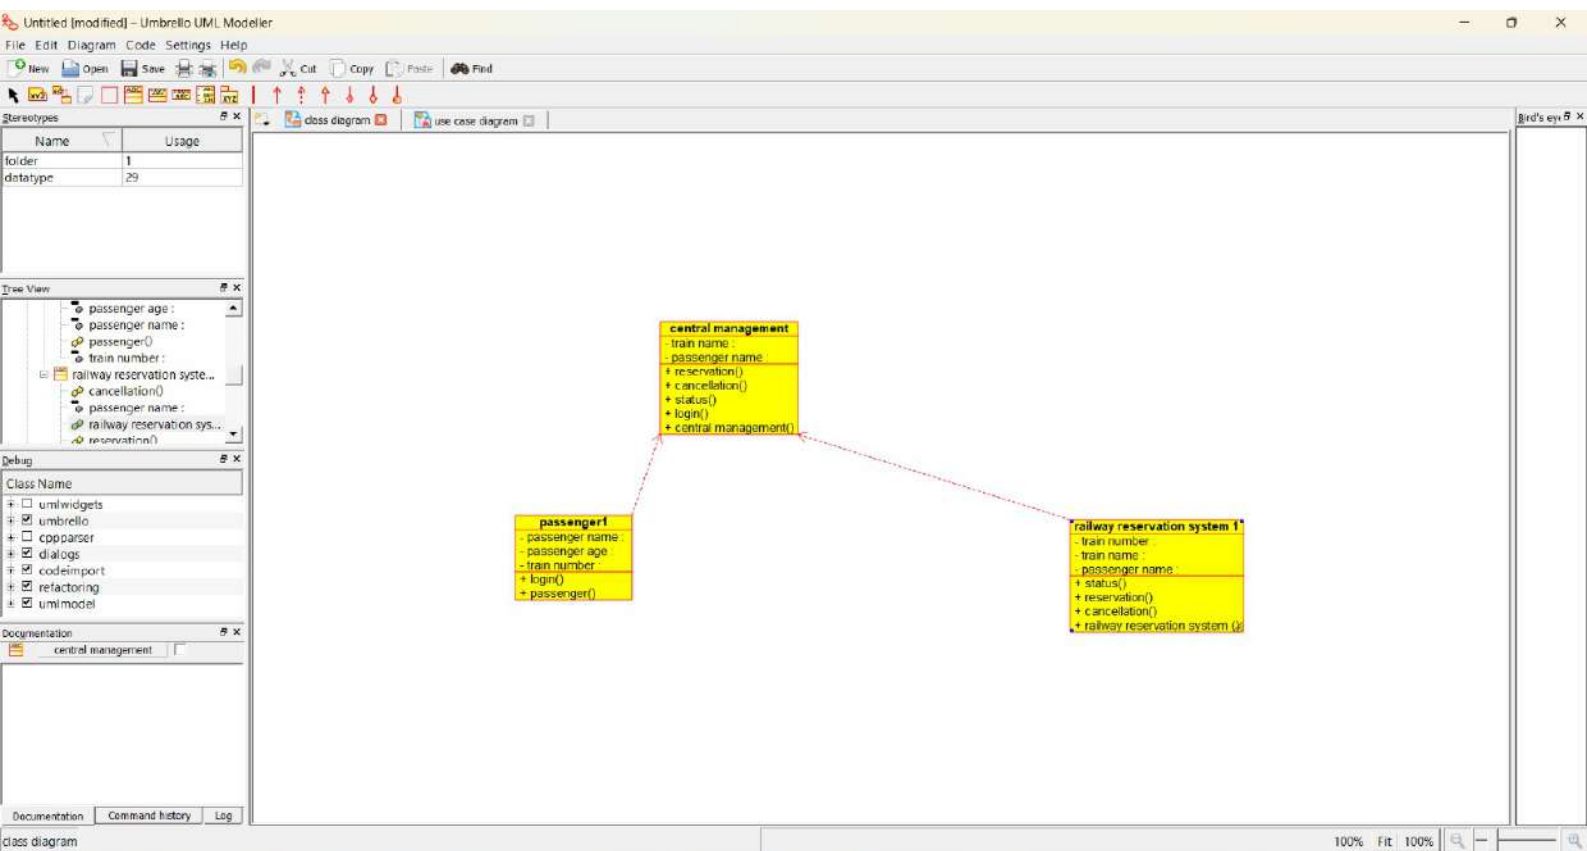 Untitled [modified] – Umbrello UML Modeller
File Edit Diagram Code Settings Help
New Open Save Cut Copy Paste Find
Stereotypes
Name Usage
folder 1
datatype 29
Tree View
passenger age :
passenger name :
passenger()
train number :
railway reservation syste...
cancellation()
passenger name :
railway reservation sys...
reservation()
Debug
Class Name
umlwidgets
umbrello
cppparser
dialogs
codeimport
refactoring
umlmodel
Documentation
central management
Documentation Command history Log
class diagram
class diagram use case diagram
central management
- train name :
- passenger name :
+ reservation()
+ cancellation()
+ status()
+ login()
+ central management()
passenger1
- passenger name :
- passenger age :
- train number :
+ login()
+ passenger()
railway reservation system 1
- train number :
- train name :
- passenger name :
+ status()
+ reservation()
+ cancellation()
+ railway reservation system ()
Bird's eye
100% Fit 100%